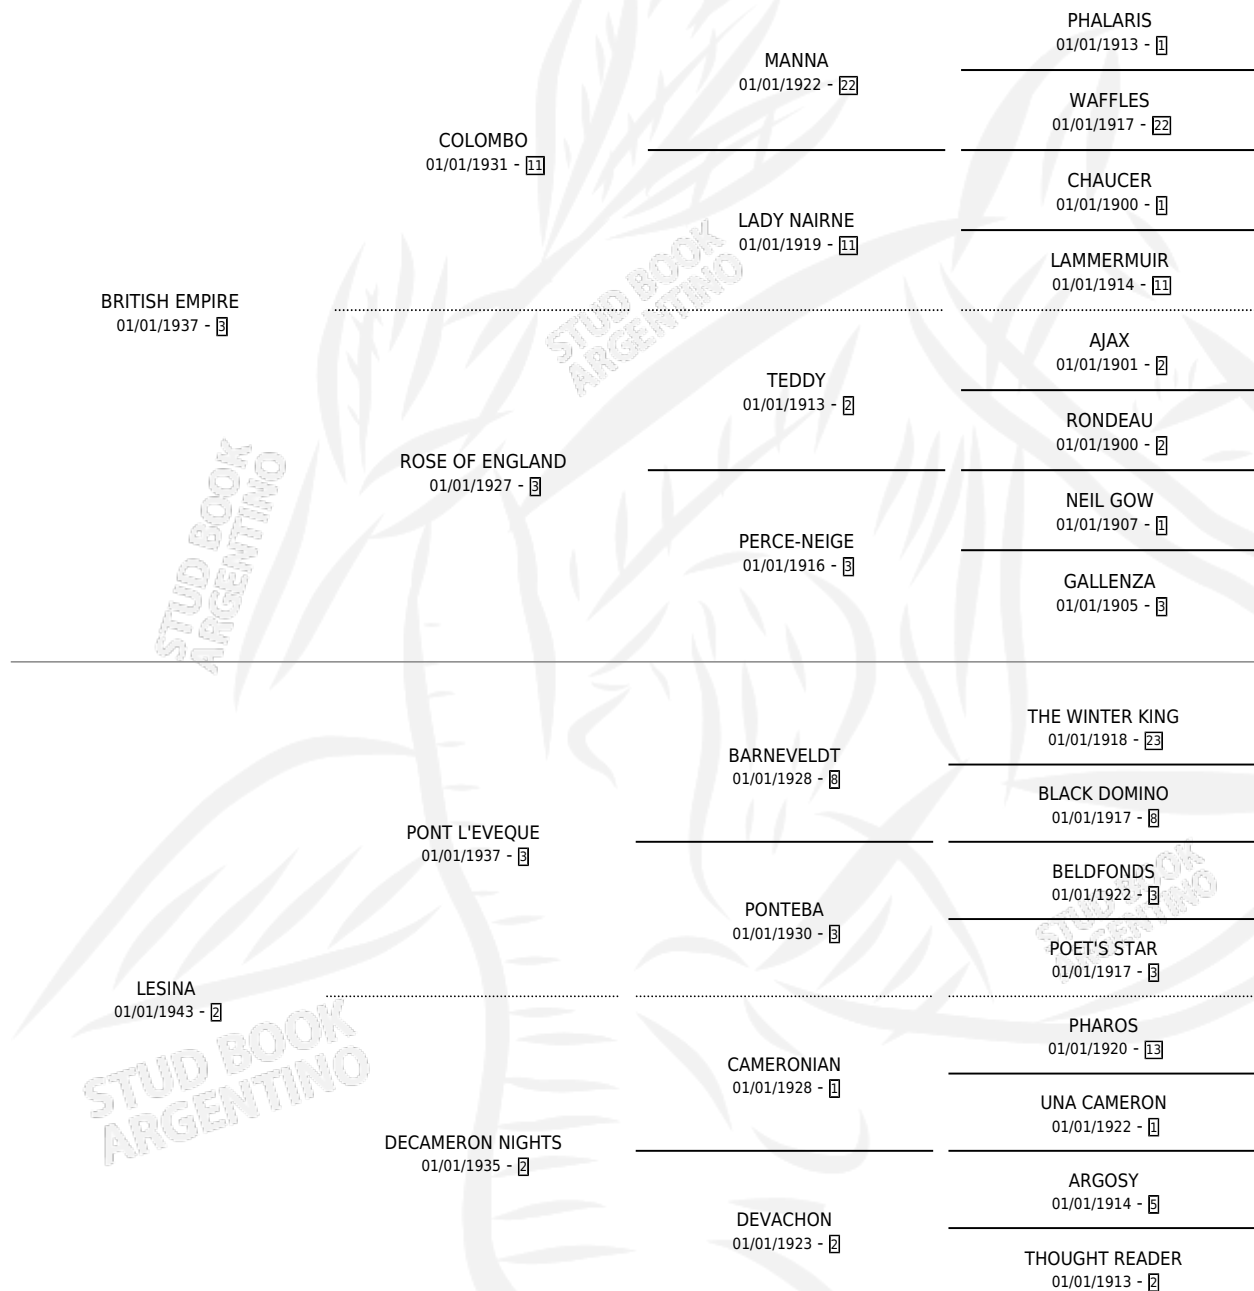 PHALARIS
01/01/1913 - 1
MANNA
01/01/1922 - 22
WAFFLES
01/01/1917 - 22
COLOMBO
01/01/1931 - 11
CHAUCER
01/01/1900 - 1
LADY NAIRNE
01/01/1919 - 11
LAMMERMUIR
01/01/1914 - 11
BRITISH EMPIRE
01/01/1937 - 3
AJAX
01/01/1901 - 2
TEDDY
01/01/1913 - 2
RONDEAU
01/01/1900 - 2
ROSE OF ENGLAND
01/01/1927 - 3
NEIL GOW
01/01/1907 - 1
PERCE-NEIGE
01/01/1916 - 3
GALLENZA
01/01/1905 - 3
THE WINTER KING
01/01/1918 - 23
BARNEVELDT
01/01/1928 - 8
BLACK DOMINO
01/01/1917 - 8
PONT L'EVEQUE
01/01/1937 - 3
BELDFONDS
01/01/1922 - 3
PONTEBA
01/01/1930 - 3
POET'S STAR
01/01/1917 - 3
LESINA
01/01/1943 - 2
PHAROS
01/01/1920 - 13
CAMERONIAN
01/01/1928 - 1
UNA CAMERON
01/01/1922 - 1
DECAMERON NIGHTS
01/01/1935 - 2
ARGOSY
01/01/1914 - 5
DEVACHON
01/01/1923 - 2
THOUGHT READER
01/01/1913 - 2
STUD BOOK
ARGENTINO
STUD BOOK
ARGENTINO
STUD BOOK
ARGENTINO
STUD BOOK
ARGENTINO